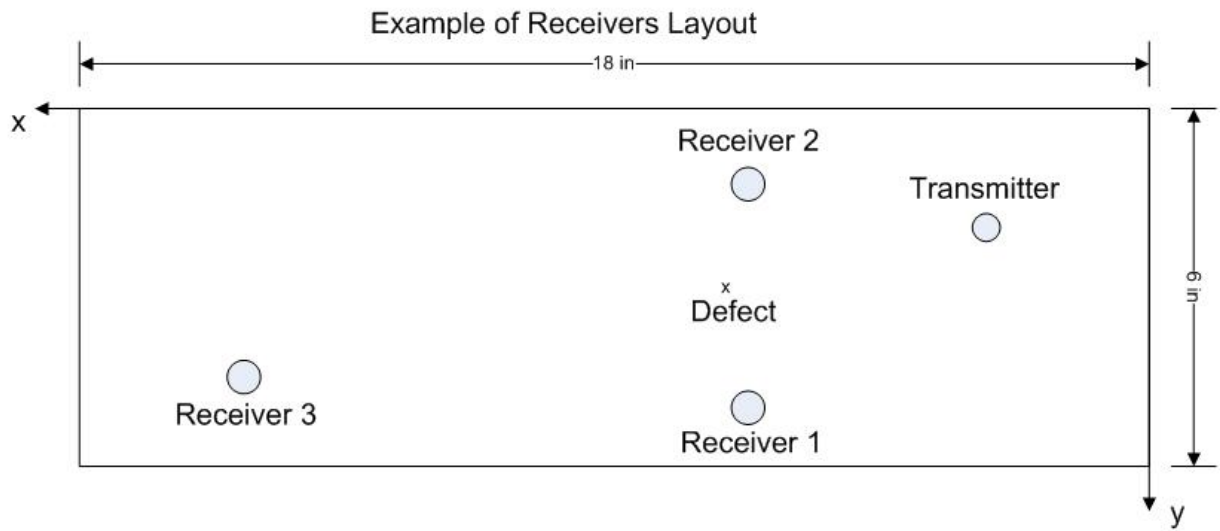 Example of Receivers Layout
18 in
x
Receiver 2
Transmitter
6 in
x
Defect
Receiver 3
Receiver 1
y